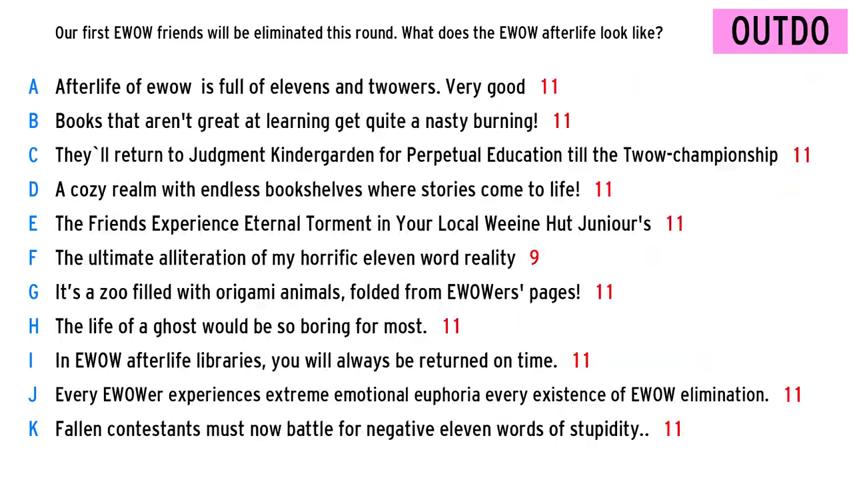 Our first EWOW friends will be eliminated this round. What does the EWOW afterlife look like?
OUTDO
A Afterlife of ewow is full of elevens and twowers. Very good 11
B Books that aren't great at learning get quite a nasty burning! 11
C They`ll return to Judgment Kindergarden for Perpetual Education till the Twow-championship 11
D A cozy realm with endless bookshelves where stories come to life! 11
E The Friends Experience Eternal Torment in Your Local Weeine Hut Juniour's 11
F The ultimate alliteration of my horrific eleven word reality 9
G It's a zoo filled with origami animals, folded from EWOWers' pages! 11
H The life of a ghost would be so boring for most. 11
I In EWOW afterlife libraries, you will always be returned on time. 11
J Every EWOWer experiences extreme emotional euphoria every existence of EWOW elimination. 11
K Fallen contestants must now battle for negative eleven words of stupidity.. 11